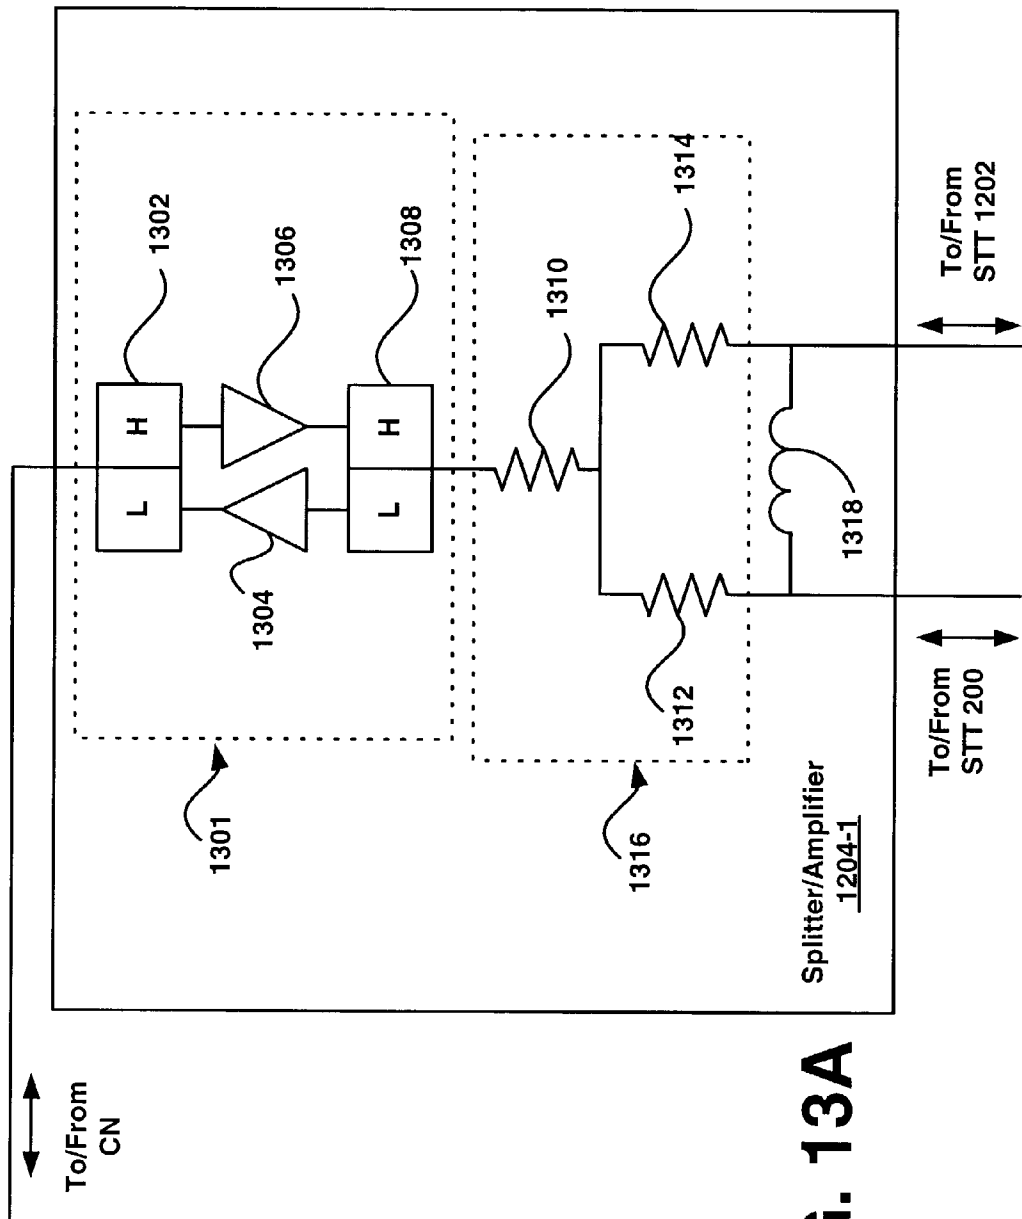 To/From
CN
L
H
1302
1301
1304
1306
L
H
1308
1310
1316
1312
1314
1318
Splitter/Amplifier
1204-1
13A
To/From
STT 200
To/From
STT 1202